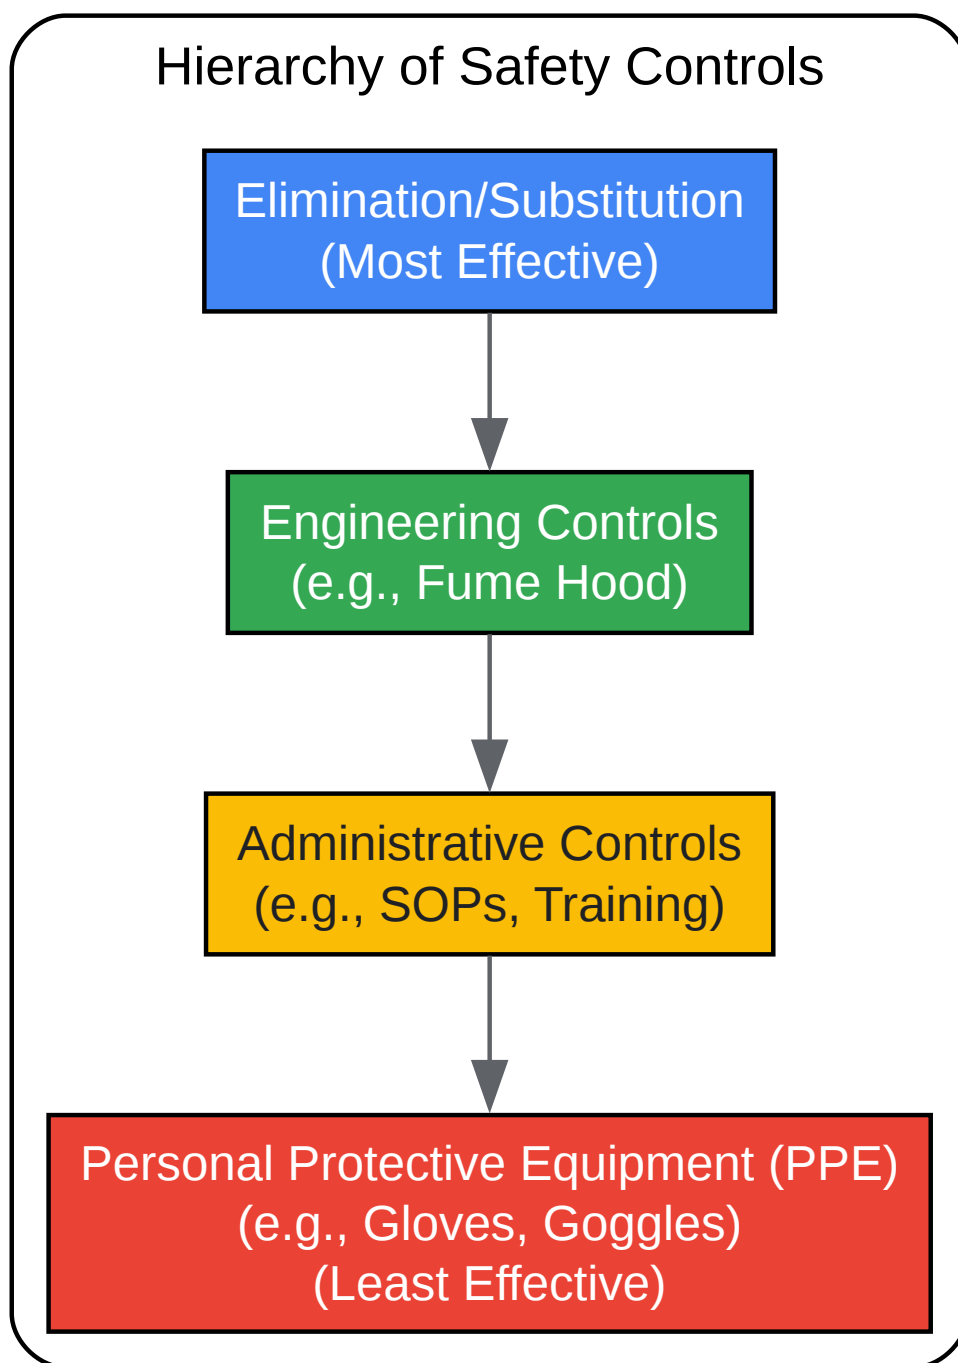 Hierarchy of Safety Controls
Elimination/Substitution
(Most Effective)
Engineering Controls
(e.g., Fume Hood)
Administrative Controls
(e.g., SOPs, Training)
Personal Protective Equipment (PPE)
(e.g., Gloves, Goggles)
(Least Effective)